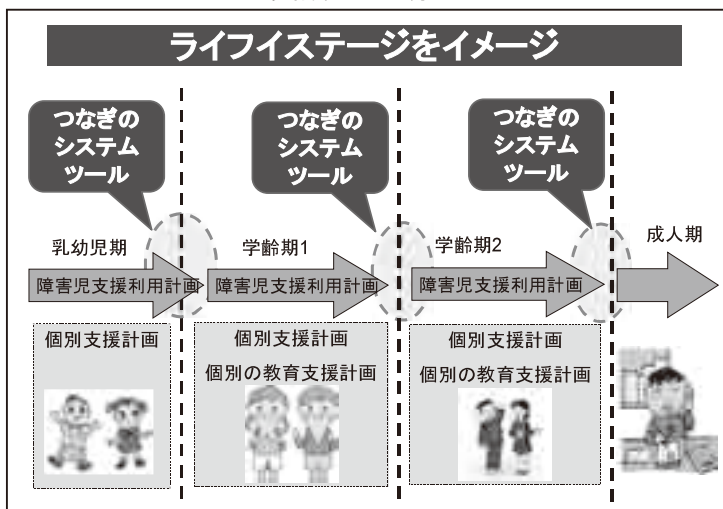 ライフイステージをイメージ
つなぎの
システム
ツール
つなぎの
システム
ツール
つなぎの
システム
ツール
乳幼児期
学齢期1
学齢期2
成人期
障害児支援利用計画
障害児支援利用計画
障害児支援利用計画
個別支援計画
個別支援計画
個別の教育支援計画
個別支援計画
個別の教育支援計画